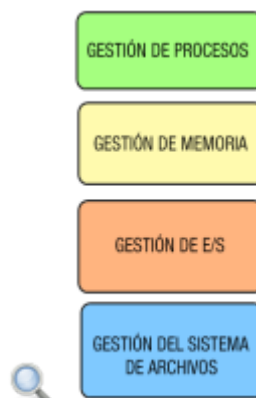 GESTIÓN DE PROCESOS
GESTIÓN DE MEMORIA
GESTIÓN DE E/S
GESTIÓN DEL SISTEMA
DE ARCHIVOS